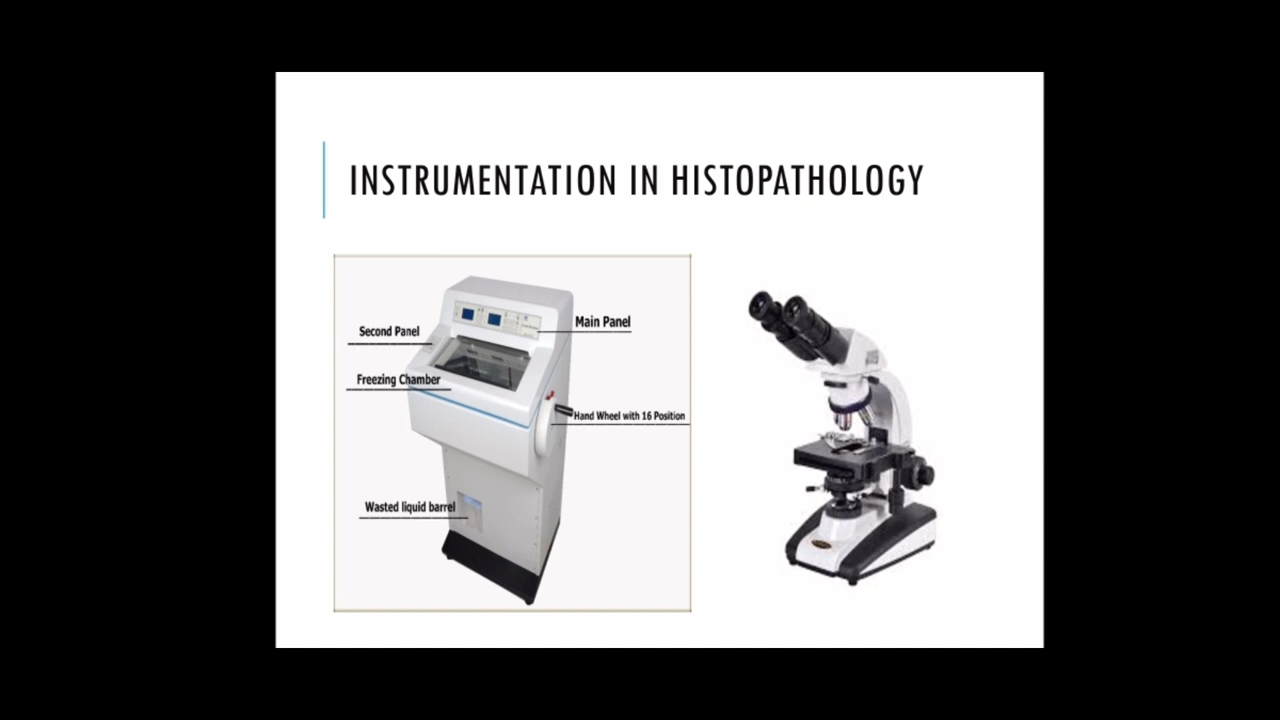 INSTRUMENTATION IN HISTOPATHOLOGY
Main Panel
Second Panel
Freezing Chamber
Hand Wheel with 16 Position
Wasted liquid barrel